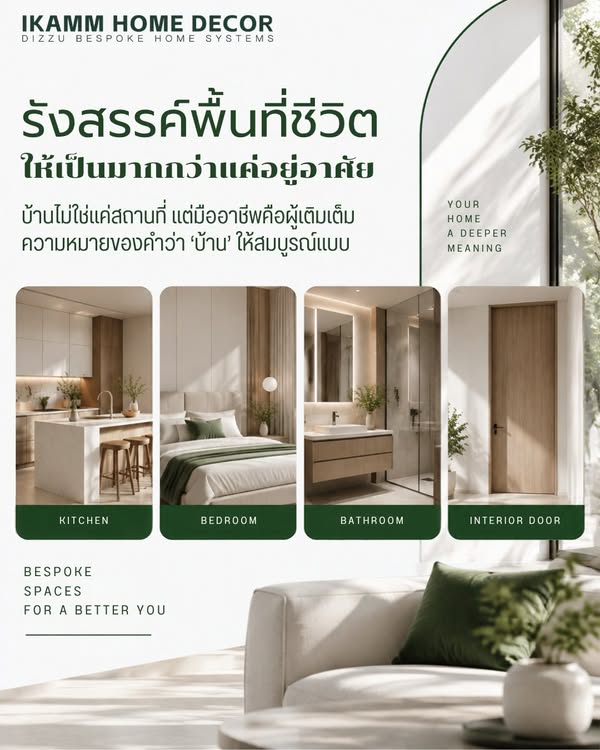 IKAMM HOME DECOR
DIZZU BESPOKE HOME SYSTEMS
รังสรรค์พื้นที่ชีวิต
ให้เป็นมากกว่าแค่อยู่อาศัย
บ้านไม่ใช่แค่สถานที่ แต่มืออาชีพคือผู้เติมเต็ม
ความหมายของคำว่า ‘บ้าน’ ให้สมบูรณ์แบบ
YOUR
HOME
A DEEPER
MEANING
KITCHEN
BEDROOM
BATHROOM
INTERIOR DOOR
BESPOKE
SPACES
FOR A BETTER YOU